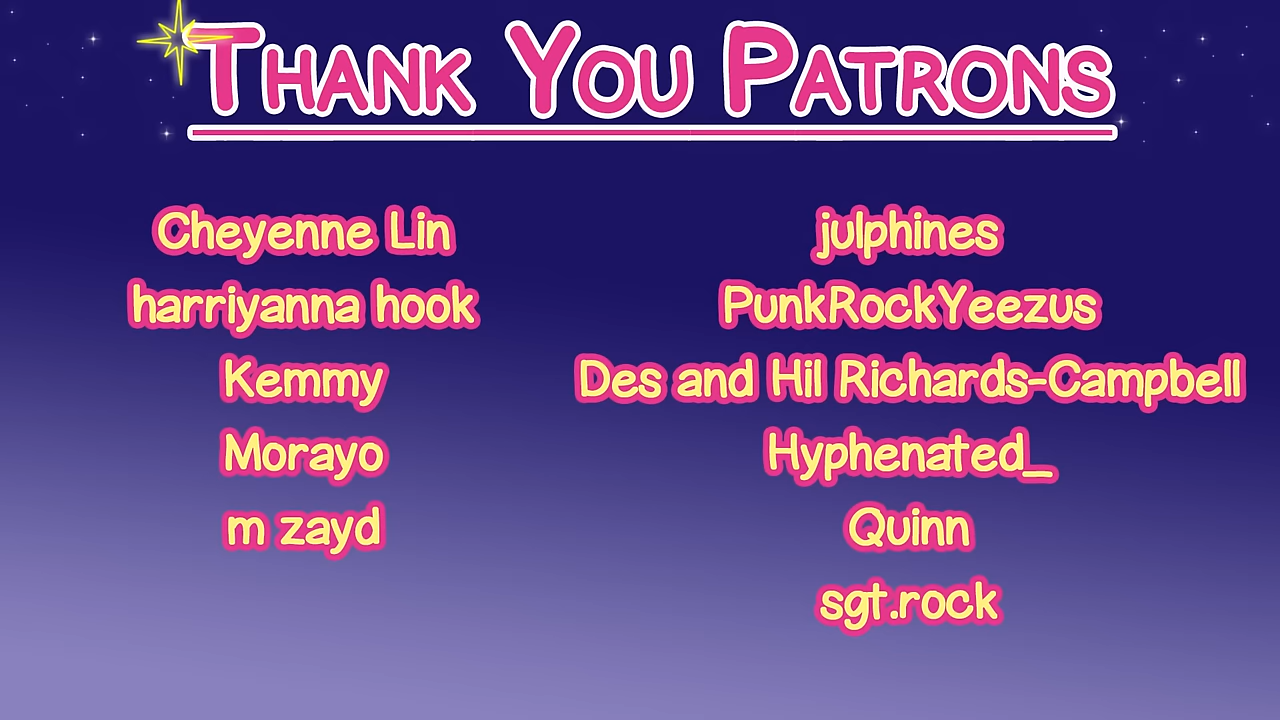 Thank You Patrons
Cheyenne Lin
harriyanna hook
Kemmy
Morayo
m zayd
julphines
PunkRockYeezus
Des and Hil Richards-Campbell
Hyphenated_
Quinn
sgt.rock